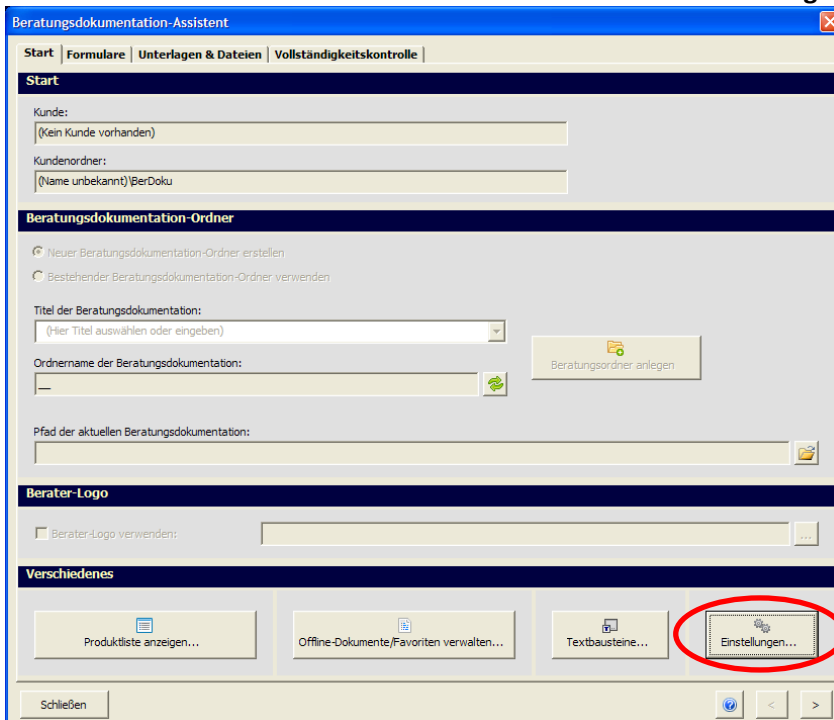 Beratungsdokumentation-Assistent
Start Formulare Unterlagen & Dateien Vollständigkeitskontrolle
Start
Kunde:
(Kein Kunde vorhanden)
Kundenordner:
(Name unbekannt)\BerDoku
Beratungsdokumentation-Ordner
Neuer Beratungsdokumentation-Ordner erstellen
Bestehender Beratungsdokumentation-Ordner verwenden
Titel der Beratungsdokumentation:
(Hier Titel auswählen oder eingeben)
Beratungsordner anlegen
Ordnername der Beratungsdokumentation:
__
Pfad der aktuellen Beratungsdokumentation:
Berater-Logo
Berater-Logo verwenden:
...
Verschiedenes
Produktliste anzeigen... Offline-Dokumente/Favoriten verwalten... Textbausteine... Einstellungen...
Schließen ? < >